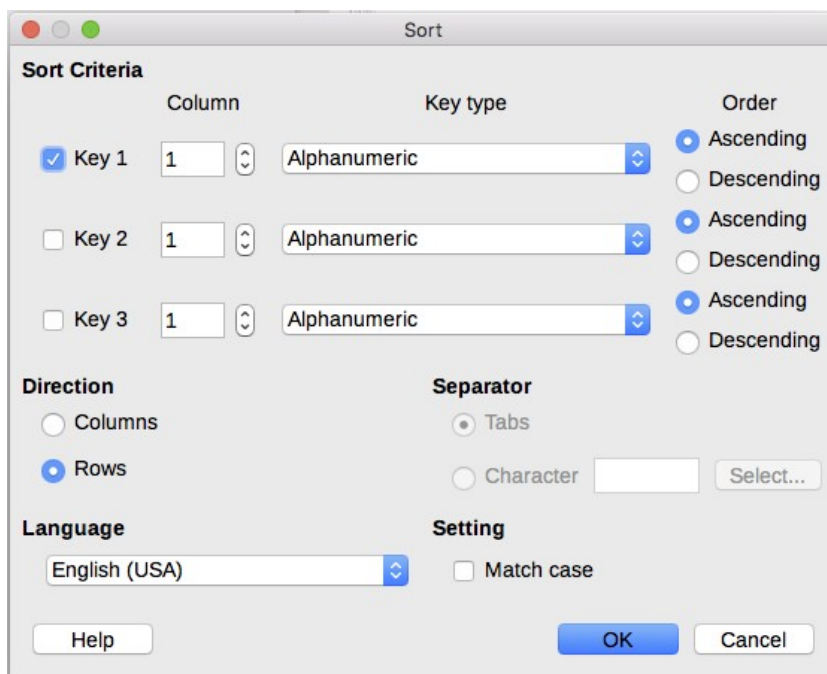 Sort
Sort Criteria
Column Key type Order
Key 1 1 Alphanumeric Ascending
Descending
Key 2 1 Alphanumeric Ascending
Descending
Key 3 1 Alphanumeric Ascending
Descending
Direction Separator
Columns Tabs
Rows Character Select...
Language Setting
English (USA) Match case
Help OK Cancel